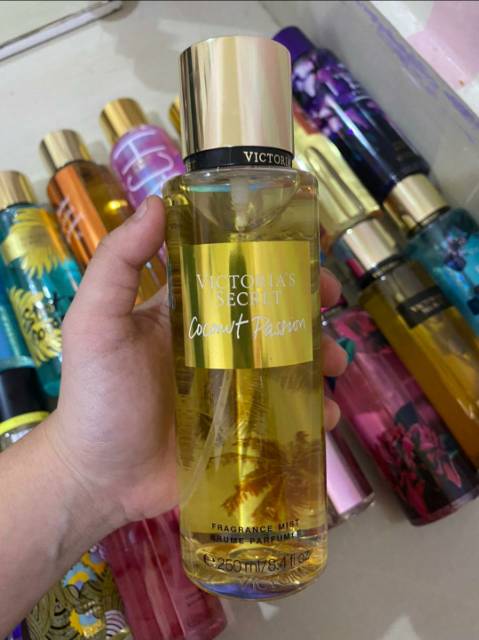 VICTORIA
VICTORIA'S
SECRET
Coconut Passion
FRAGRANCE MIST
BRUME PARFUMÉE
℮ 250 ml/8.4 fl oz